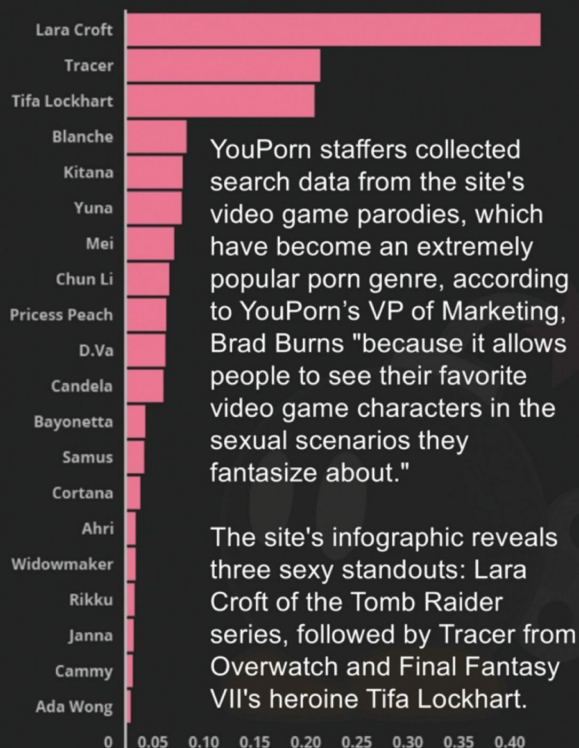 Lara Croft
Tracer
Tifa Lockhart
Blanche
Kitana
Yuna
Mei
Chun Li
Pricess Peach
D.Va
Candela
Bayonetta
Samus
Cortana
Ahri
Widowmaker
Rikku
Janna
Cammy
Ada Wong
0 0.05 0.10 0.15 0.20 0.25 0.30 0.35 0.40
YouPorn staffers collected
search data from the site's
video game parodies, which
have become an extremely
popular porn genre, according
to YouPorn’s VP of Marketing,
Brad Burns "because it allows
people to see their favorite
video game characters in the
sexual scenarios they
fantasize about."
The site's infographic reveals
three sexy standouts: Lara
Croft of the Tomb Raider
series, followed by Tracer from
Overwatch and Final Fantasy
VII's heroine Tifa Lockhart.